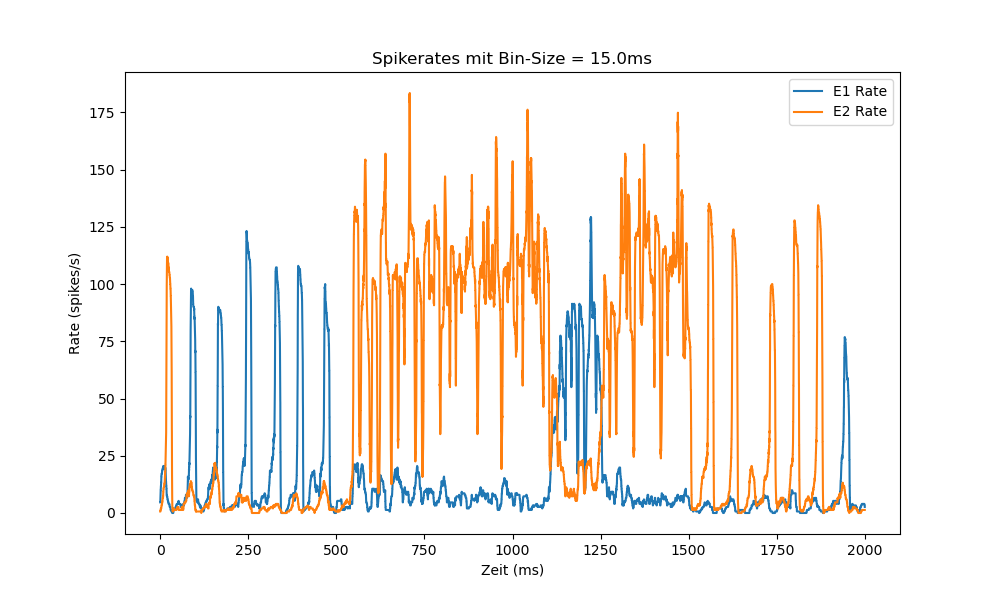 Spikerates mit Bin-Size = 15.0ms
E1 Rate
E2 Rate
Rate (spikes/s)
175
150
125
100
75
50
25
0
0 250 500 750 1000 1250 1500 1750 2000
Zeit (ms)